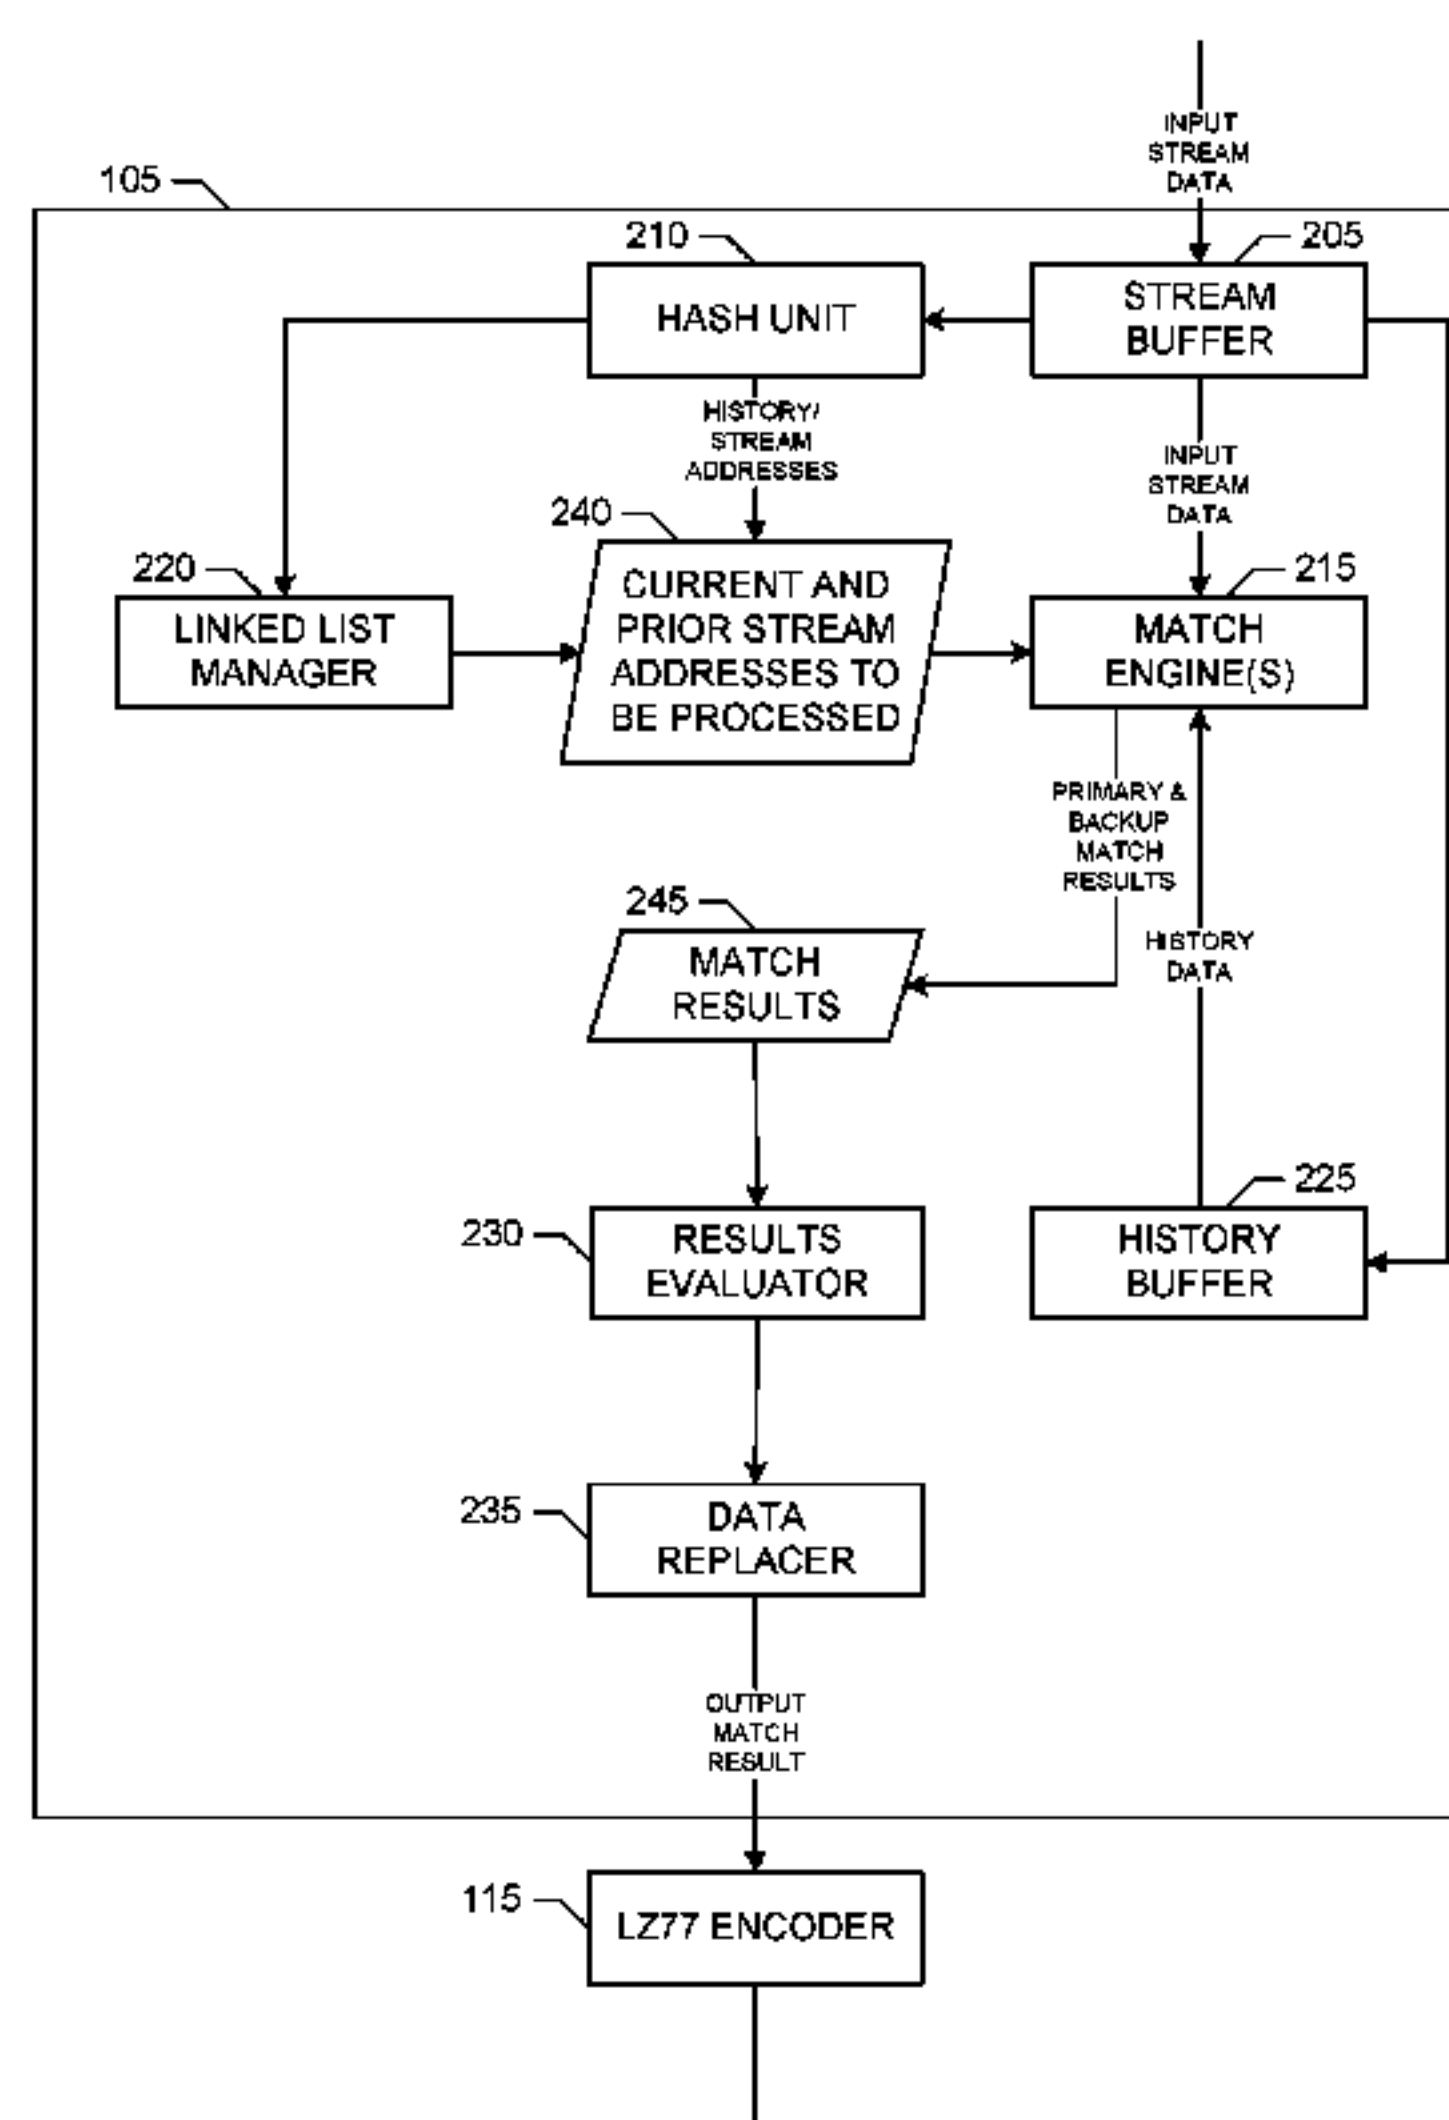 INPUT
STREAM
DATA
105
210
205
HASH UNIT
STREAM
BUFFER
HISTORY/
STREAM
ADDRESSES
INPUT
STREAM
DATA
240
220
215
LINKED LIST
MANAGER
CURRENT AND
PRIOR STREAM
ADDRESSES TO
BE PROCESSED
MATCH
ENGINE(S)
PRIMARY &
BACKUP
MATCH
RESULTS
245
MATCH
RESULTS
HISTORY
DATA
225
230
RESULTS
EVALUATOR
HISTORY
BUFFER
235
DATA
REPLACER
OUTPUT
MATCH
RESULT
115
LZ77 ENCODER